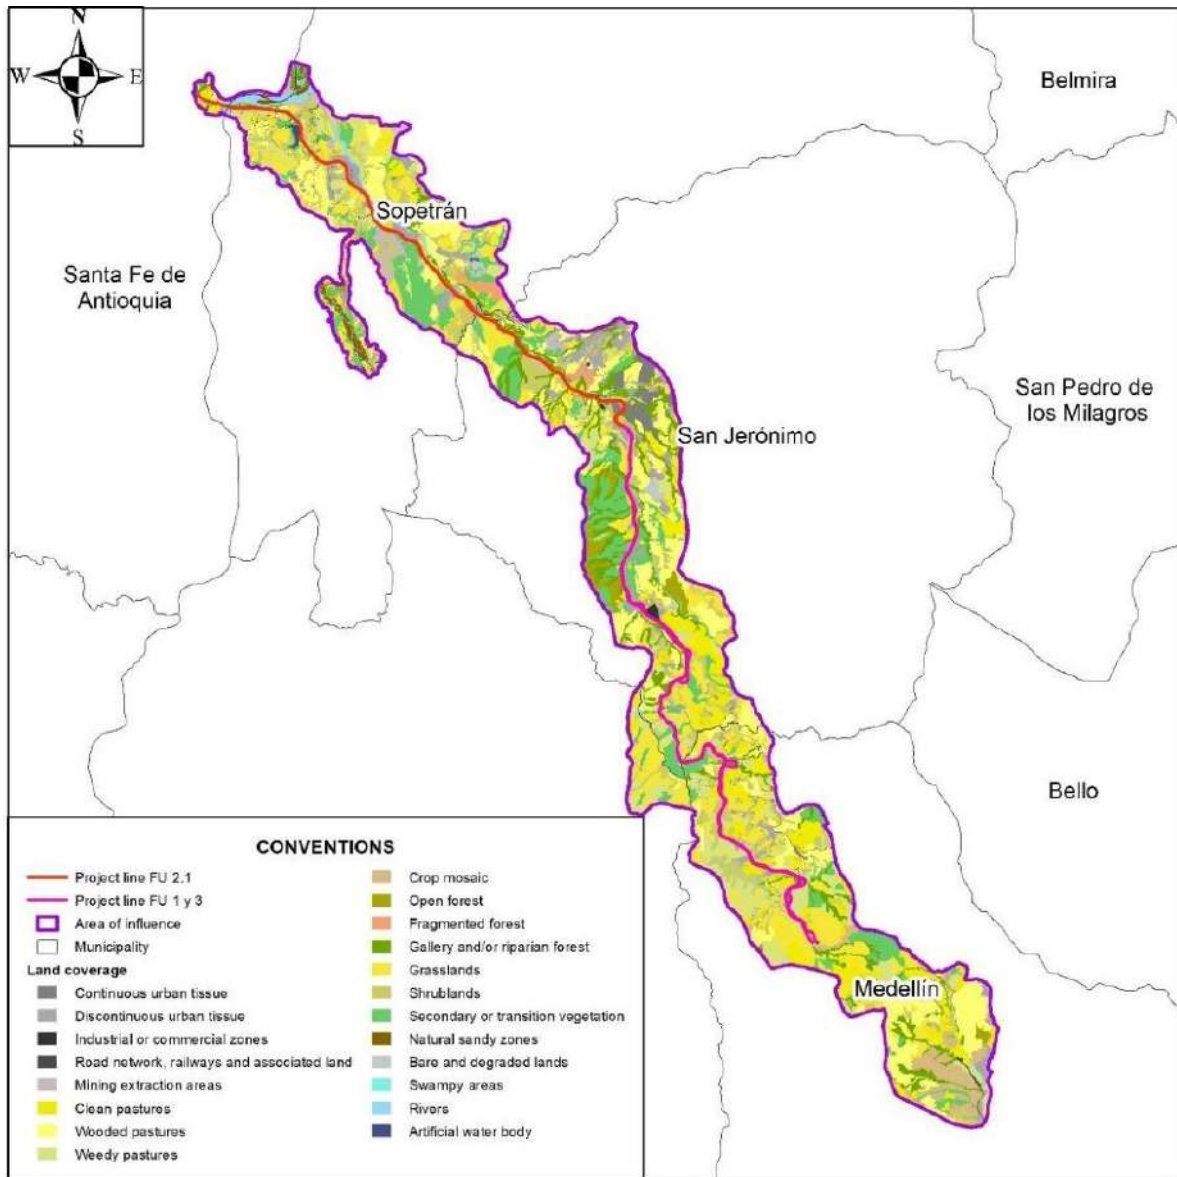 N
W
E
S
Belmira
Sopetrán
Santa Fe de
Antioquia
San Pedro de
los Milagros
San Jerónimo
Bello
Medellín
CONVENTIONS
Project line FU 2.1
Project line FU 1 y 3
Area of influence
Municipality
Land coverage
Continuous urban tissue
Discontinuous urban tissue
Industrial or commercial zones
Road network, railways and associated land
Mining extraction areas
Clean pastures
Wooded pastures
Weedy pastures
Crop mosaic
Open forest
Fragmented forest
Gallery and/or riparian forest
Grasslands
Shrublands
Secondary or transition vegetation
Natural sandy zones
Bare and degraded lands
Swampy areas
Rivers
Artificial water body